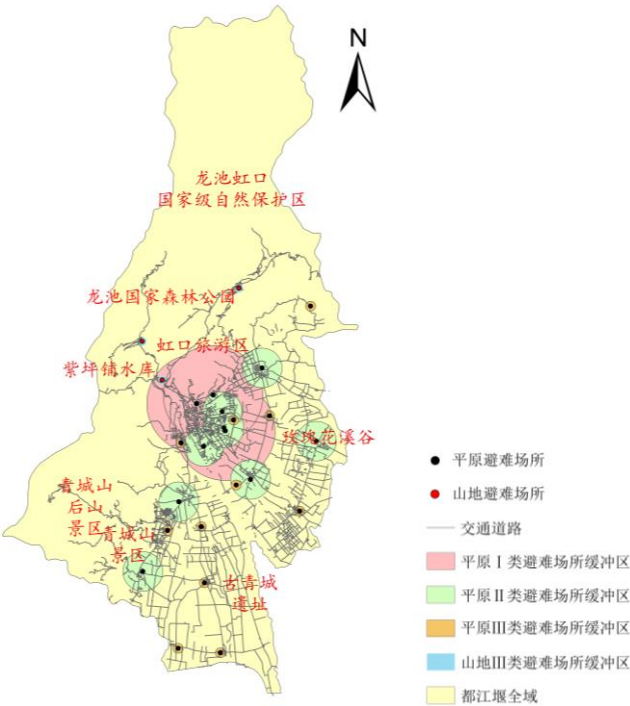 N
龙池虹口
国家级自然保护区
龙池国家森林公园
虹口旅游区
紫坪铺水库
玫瑰花溪谷
青城山
后山
景区
青城山
景区
古青城
遗址
平原避难场所
山地避难场所
交通道路
平原Ⅰ类避难场所缓冲区
平原Ⅱ类避难场所缓冲区
平原Ⅲ类避难场所缓冲区
山地Ⅲ类避难场所缓冲区
都江堰全域